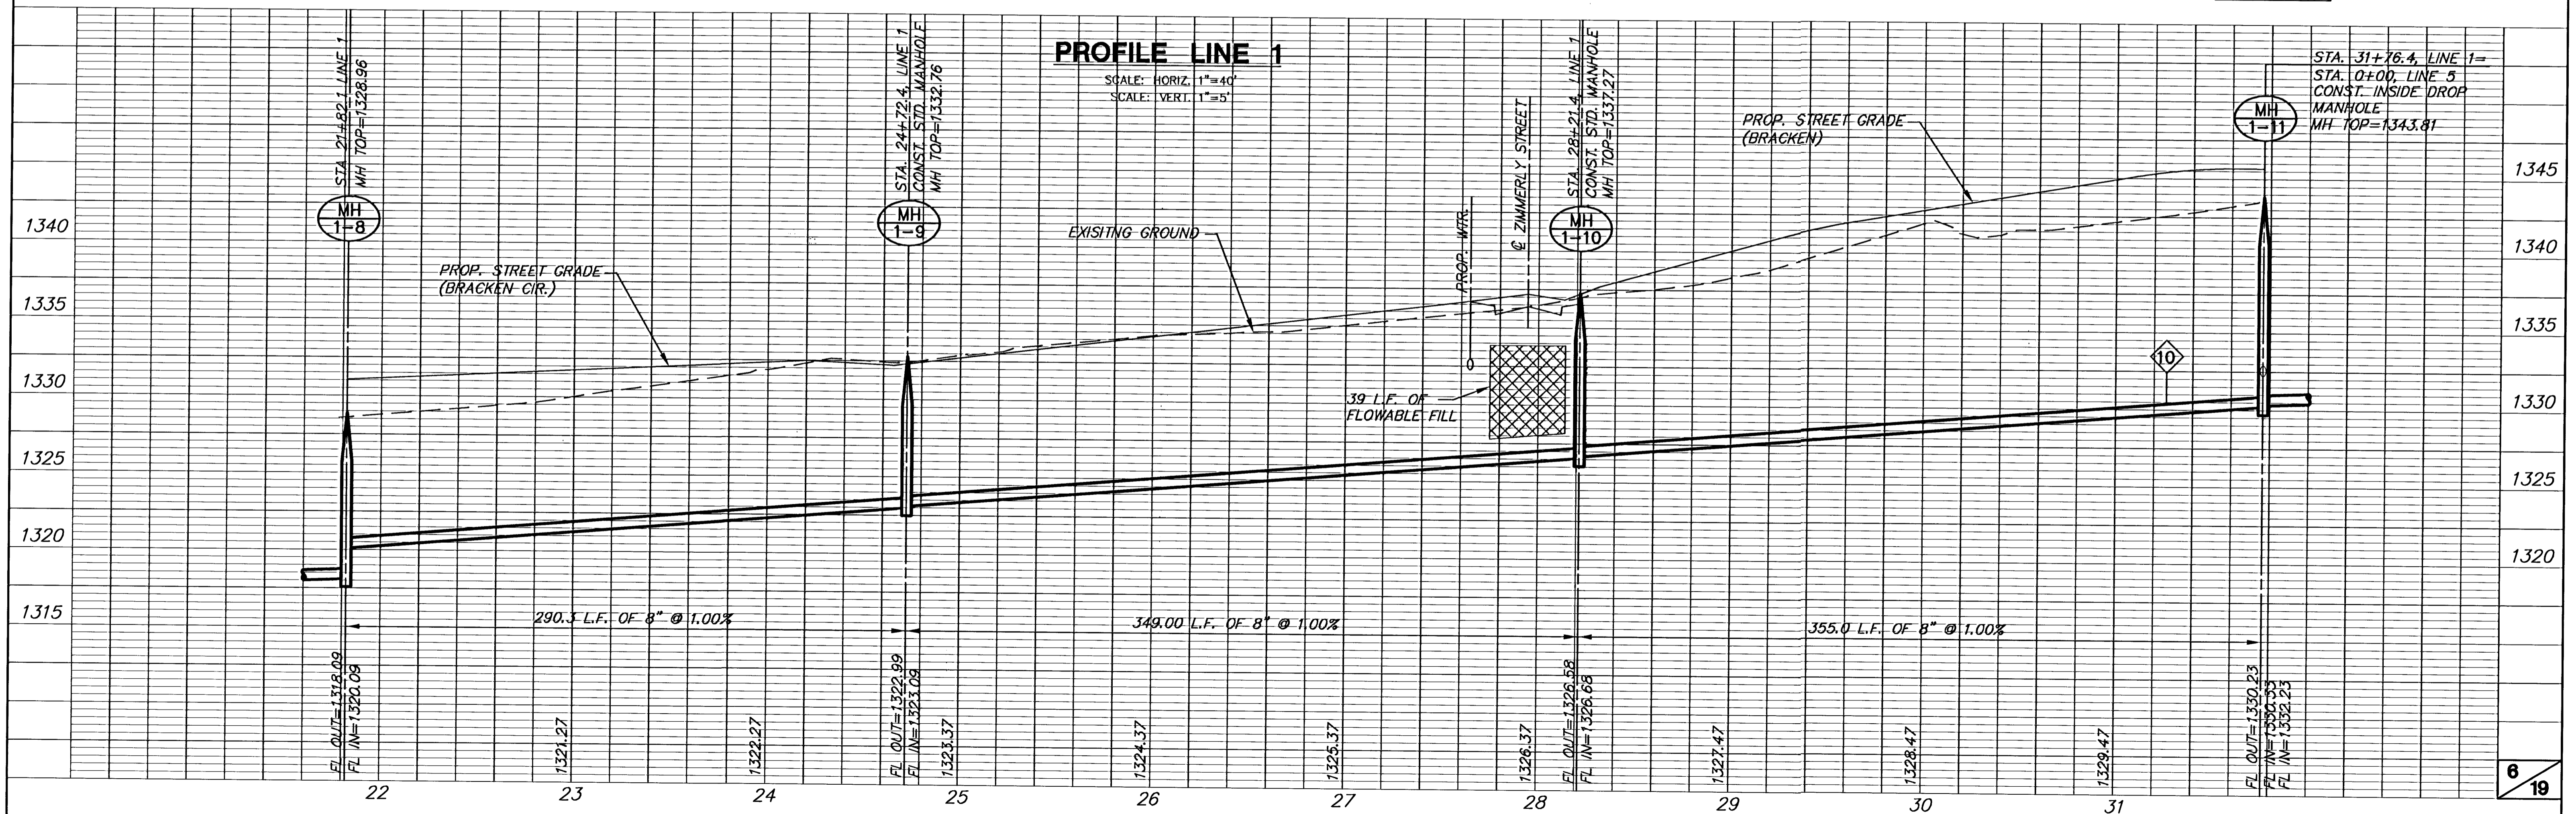 PROFILE LINE 1
SCALE: HORIZ. 1"=40'
SCALE: VERT. 1"=5'
STA. 21+82.1 LINE 1
MH TOP=1328.96
MH
1-8
STA. 24+72.4, LINE 1
CONST. STD. MANHOLE
MH TOP=1332.76
MH
1-9
STA. 28+21.4, LINE 1
CONST. STD. MANHOLE
MH TOP=1337.27
MH
1-10
STA. 31+76.4, LINE 1=
STA. 0+00, LINE 5
CONST. INSIDE DROP
MANHOLE
MH TOP=1343.81
MH
1-11
PROP. STREET GRADE
(BRACKEN CIR.)
EXISITNG GROUND
PROP. WTR.
℄ ZIMMERLY STREET
PROP. STREET GRADE
(BRACKEN)
39 L.F. OF
FLOWABLE FILL
10
1340
1335
1330
1325
1320
1315
1345
1340
1335
1330
1325
1320
290.3 L.F. OF 8" @ 1.00%
349.00 L.F. OF 8" @ 1.00%
355.0 L.F. OF 8" @ 1.00%
FL OUT=1318.09
FL IN=1320.09
1321.27
1322.27
FL OUT=1322.99
FL IN=1323.09
1323.37
1324.37
1325.37
1326.37
FL OUT=1326.58
FL IN=1326.68
1327.47
1328.47
1329.47
FL OUT=1330.23
FL IN=1330.33
FL IN=1332.23
22
23
24
25
26
27
28
29
30
31
6
19